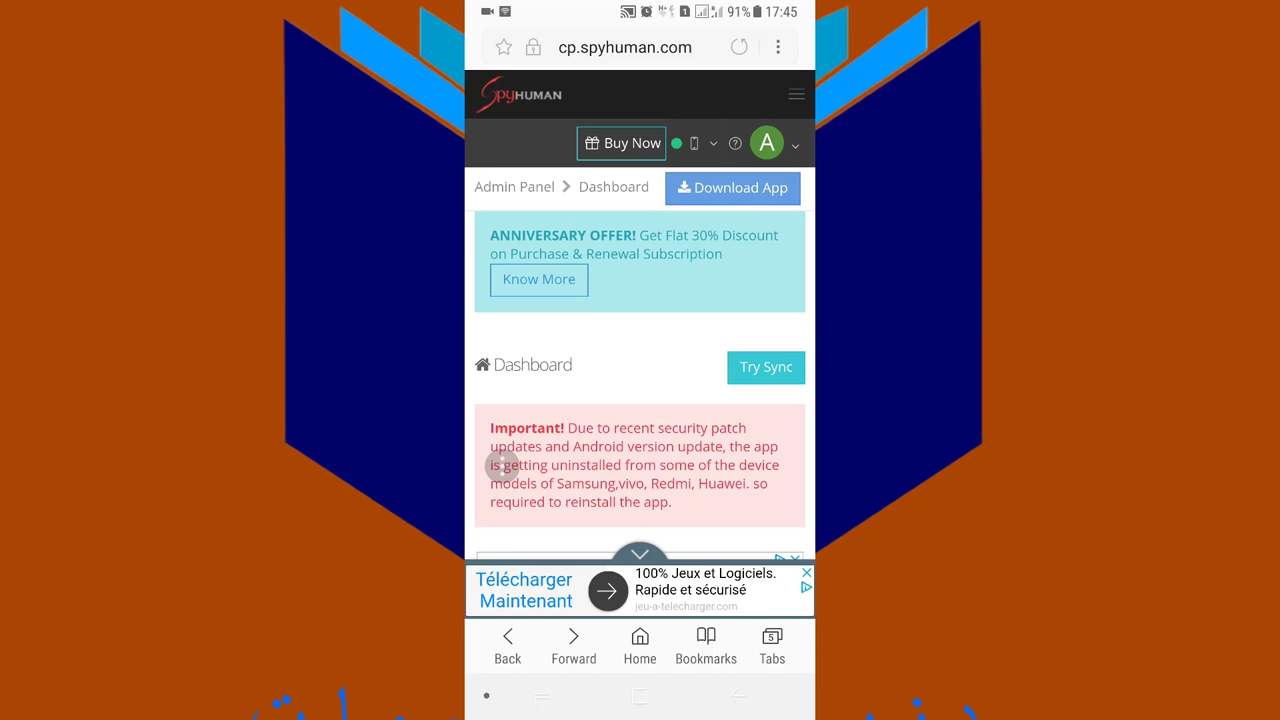 91% 17:45
cp.spyhuman.com
SpyHUMAN
Buy Now
A
Admin Panel Dashboard
Download App
ANNIVERSARY OFFER! Get Flat 30% Discount
on Purchase & Renewal Subscription
Know More
Dashboard
Try Sync
Important! Due to recent security patch
updates and Android version update, the app
is getting uninstalled from some of the device
models of Samsung,vivo, Redmi, Huawei. so
required to reinstall the app.
Télécharger
Maintenant
100% Jeux et Logiciels.
Rapide et sécurisé
jeu-a-telecharger.com
Back Forward Home Bookmarks Tabs
5